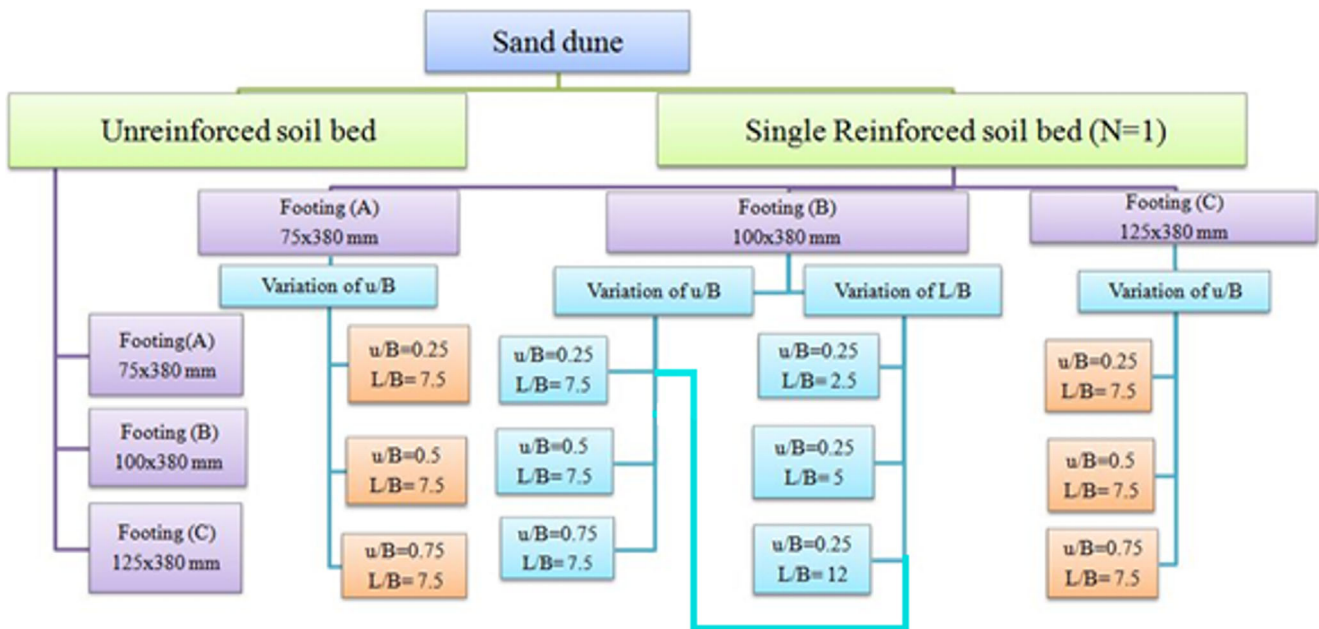 Sand dune
Unreinforced soil bed
Single Reinforced soil bed (N=1)
Footing (A)
75x380 mm
Footing (B)
100x380 mm
Footing (C)
125x380 mm
Variation of u/B
Variation of u/B
Variation of L/B
Variation of u/B
Footing(A)
75x380 mm
Footing (B)
100x380 mm
Footing (C)
125x380 mm
u/B=0.25
L/B= 7.5
u/B=0.5
L/B= 7.5
u/B=0.75
L/B= 7.5
u/B=0.25
L/B= 7.5
u/B=0.5
L/B= 7.5
u/B=0.75
L/B= 7.5
u/B=0.25
L/B= 2.5
u/B=0.25
L/B= 5
u/B=0.25
L/B= 12
u/B=0.25
L/B= 7.5
u/B=0.5
L/B= 7.5
u/B=0.75
L/B= 7.5